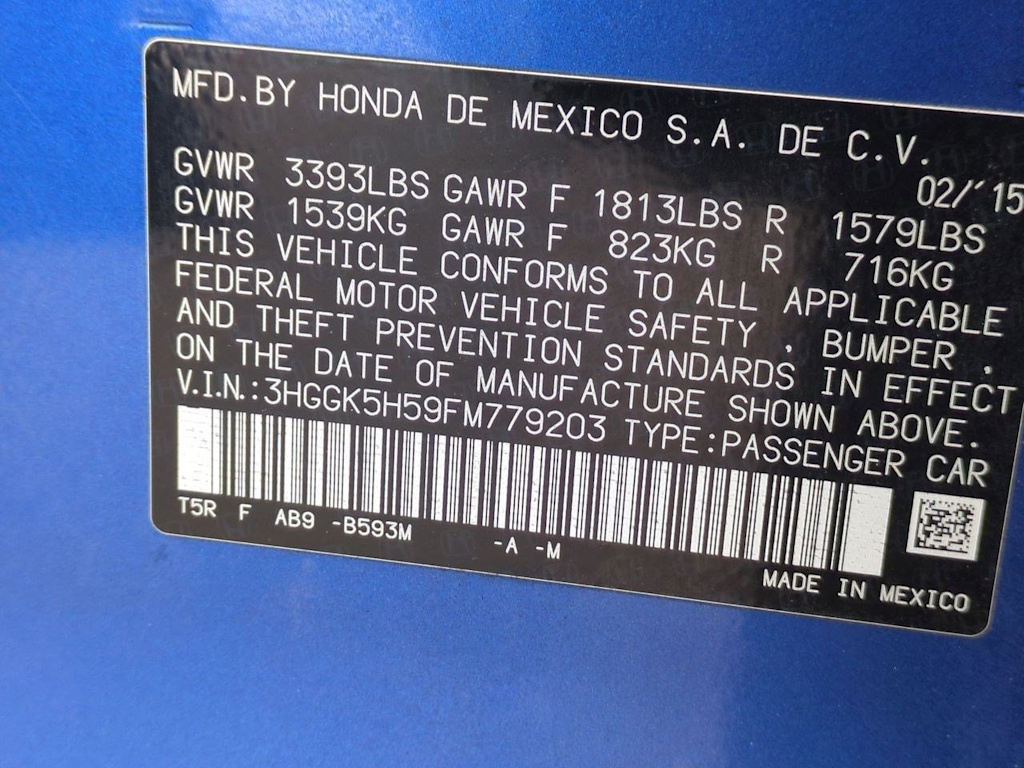 MFD.BY HONDA DE MEXICO S.A. DE C.V.
02/'15
GVWR 3393LBS GAWR F 1813LBS R 1579LBS
GVWR 1539KG GAWR F 823KG R 716KG
THIS VEHICLE CONFORMS TO ALL APPLICABLE
FEDERAL MOTOR VEHICLE SAFETY , BUMPER ,
AND THEFT PREVENTION STANDARDS IN EFFECT
ON THE DATE OF MANUFACTURE SHOWN ABOVE.
V.I.N.:3HGGK5H59FM779203 TYPE:PASSENGER CAR
T5R F AB9 -B593M -A -M
MADE IN MEXICO